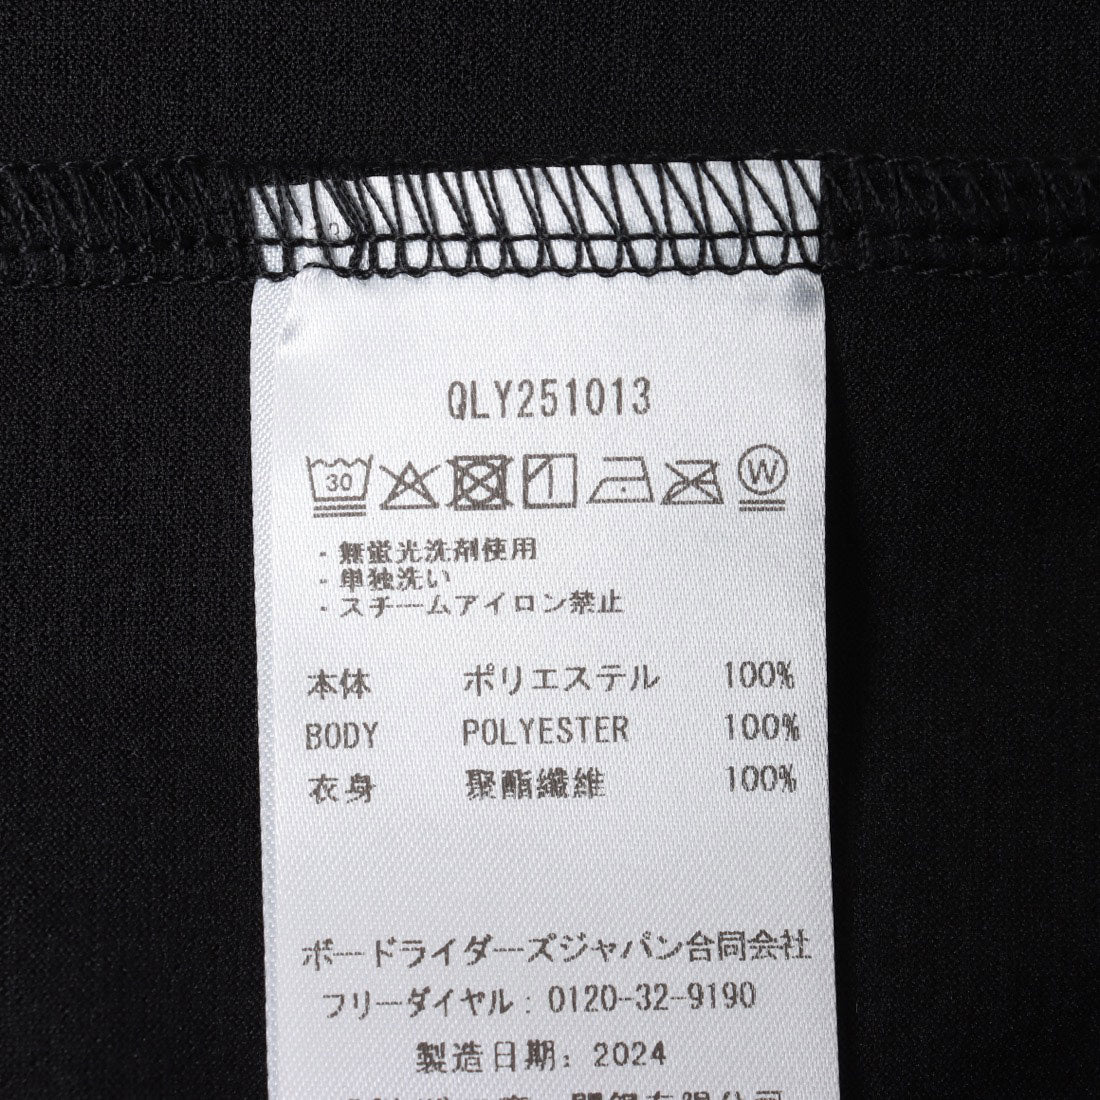 QLY251013
30 W
・無蛍光洗剤使用
・単独洗い
・スチームアイロン禁止
本体 ポリエステル 100%
BODY POLYESTER 100%
衣身 聚酯纖維 100%
ボードライダーズジャパン合同会社
フリーダイヤル：0120-32-9190
製造日期：2024